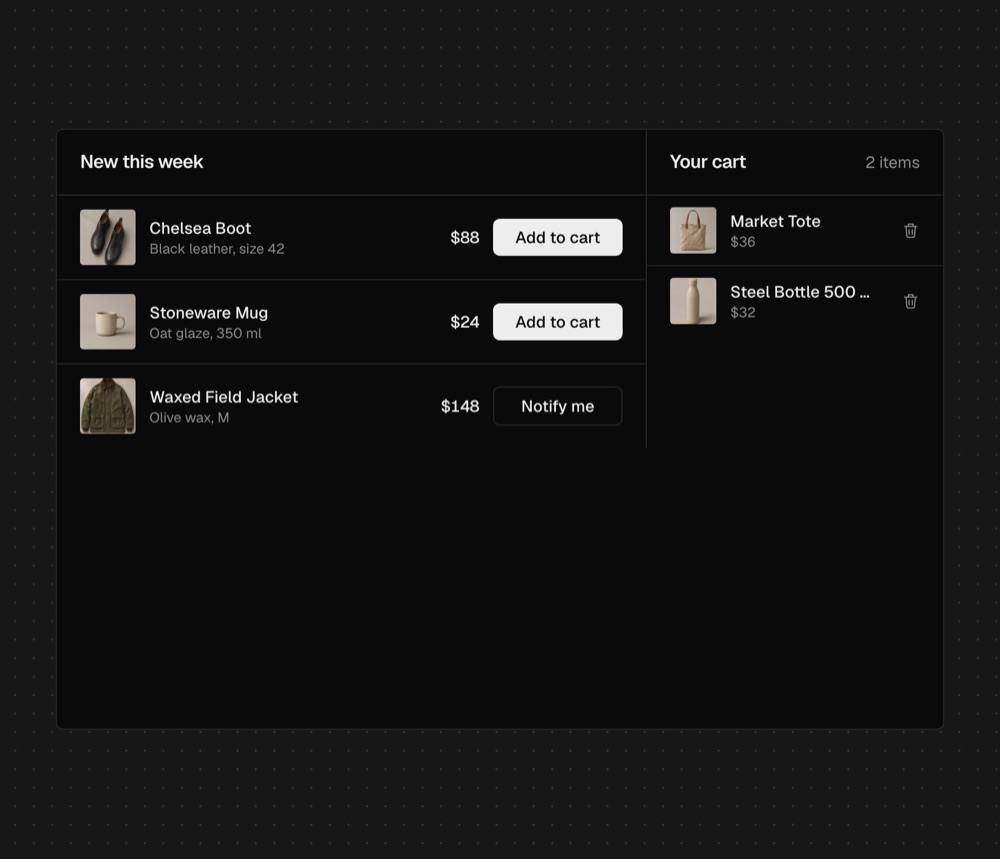 New this week
Chelsea Boot
Black leather, size 42
$88
Add to cart
Stoneware Mug
Oat glaze, 350 ml
$24
Add to cart
Waxed Field Jacket
Olive wax, M
$148
Notify me
Your cart
2 items
Market Tote
$36
Steel Bottle 500 ...
$32